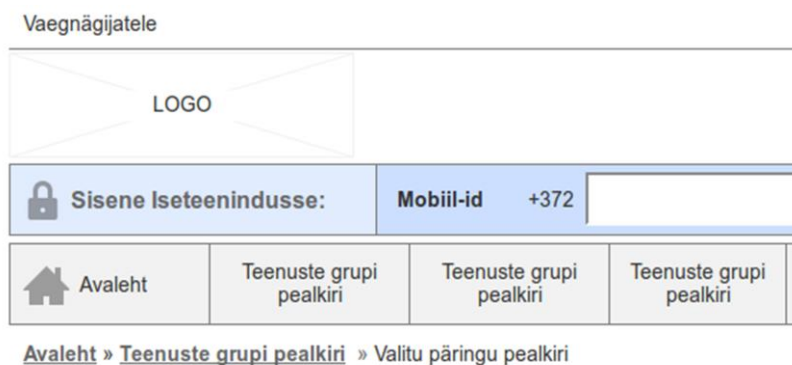 Vaegnägijatele
LOGO
Sisene Iseteenindusse: Mobiil-id +372
Avaleht Teenuste grupi pealkiri Teenuste grupi pealkiri Teenuste grupi pealkiri
Avaleht » Teenuste grupi pealkiri » Valitu päringu pealkiri